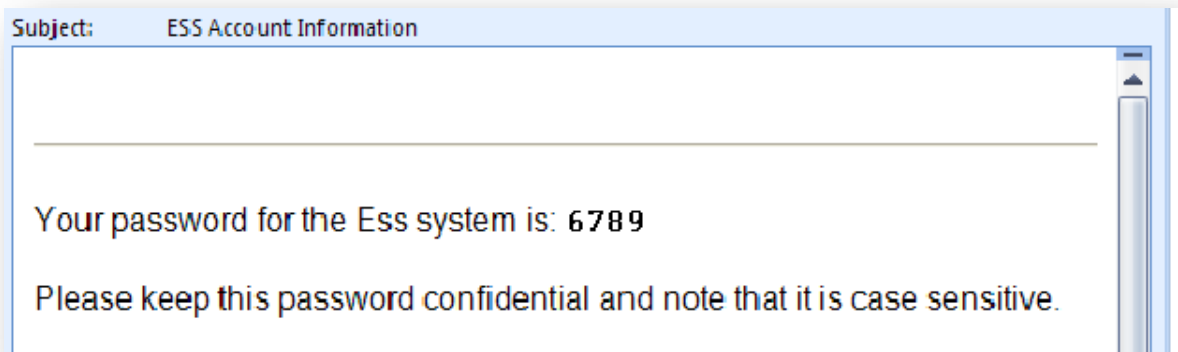 Subject: ESS Account Information
Your password for the Ess system is: 6789
Please keep this password confidential and note that it is case sensitive.